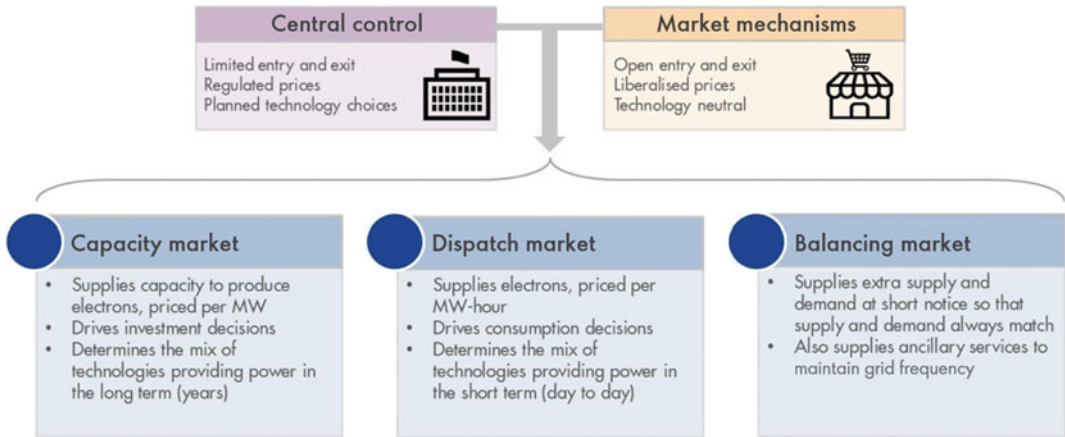 Central control
Limited entry and exit
Regulated prices
Planned technology choices
Market mechanisms
Open entry and exit
Liberalised prices
Technology neutral
Capacity market
• Supplies capacity to produce
electrons, priced per MW
• Drives investment decisions
• Determines the mix of
technologies providing power in
the long term (years)
Dispatch market
• Supplies electrons, priced per
MW-hour
• Drives consumption decisions
• Determines the mix of
technologies providing power in
the short term (day to day)
Balancing market
• Supplies extra supply and
demand at short notice so that
supply and demand always match
• Also supplies ancillary services to
maintain grid frequency